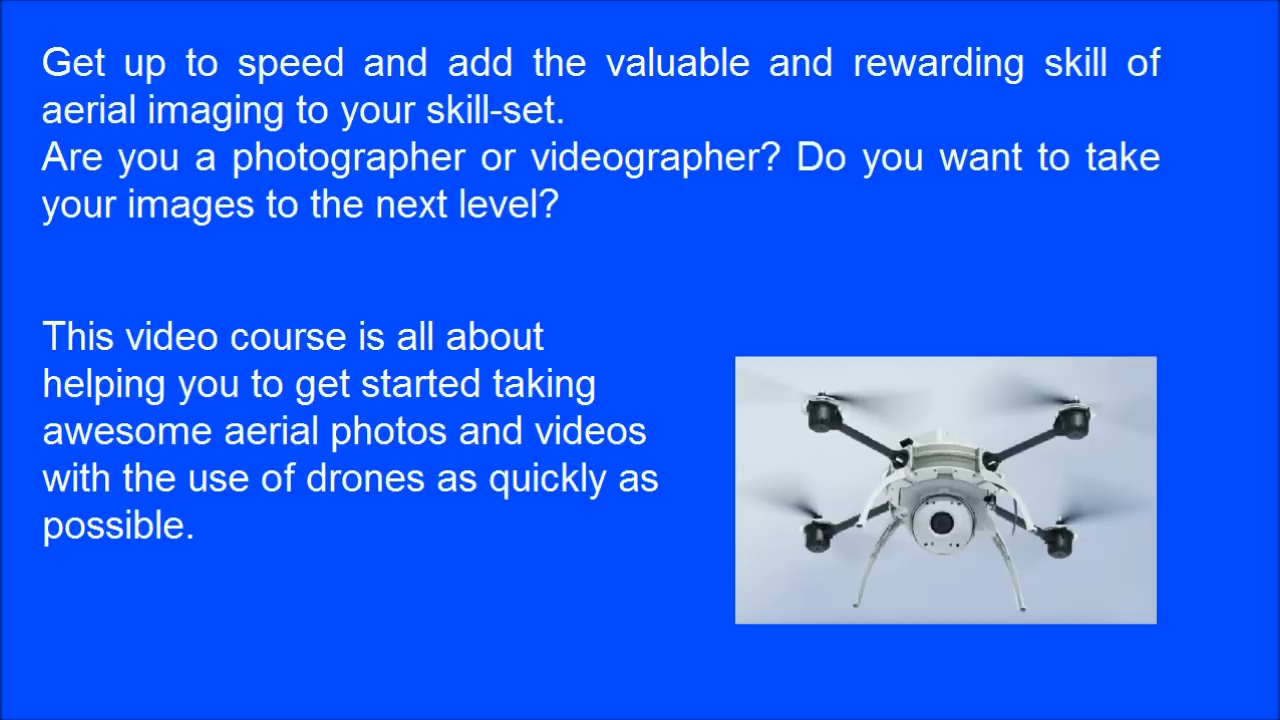 Get up to speed and add the valuable and rewarding skill of
aerial imaging to your skill-set.
Are you a photographer or videographer? Do you want to take
your images to the next level?
This video course is all about
helping you to get started taking
awesome aerial photos and videos
with the use of drones as quickly as
possible.